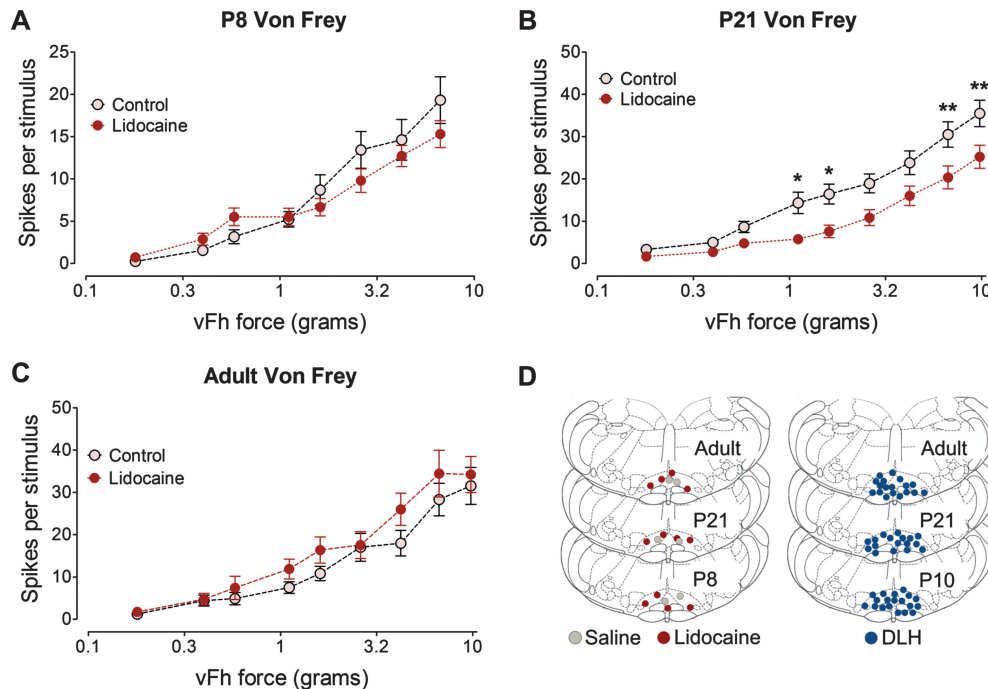 A
P8 Von Frey
Spikes per stimulus
25
20
15
10
5
0
Control
Lidocaine
0.1 0.3 1 3.2 10
vFh force (grams)
B
P21 Von Frey
Spikes per stimulus
50
40
30
20
10
0
Control
Lidocaine
* * ** **
0.1 0.3 1 3.2 10
vFh force (grams)
C
Adult Von Frey
Spikes per stimulus
50
40
30
20
10
0
Control
Lidocaine
0.1 0.3 1 3.2 10
vFh force (grams)
D
Adult
P21
P8
Saline Lidocaine
Adult
P21
P10
DLH